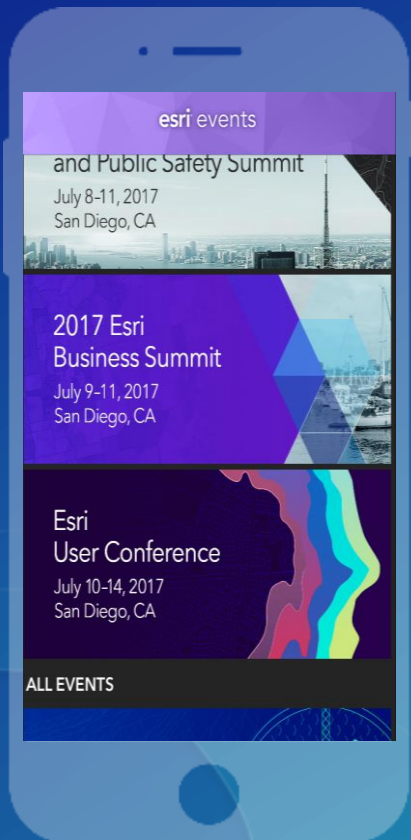 esri events
and Public Safety Summit
July 8-11, 2017
San Diego, CA
2017 Esri
Business Summit
July 9-11, 2017
San Diego, CA
Esri
User Conference
July 10-14, 2017
San Diego, CA
ALL EVENTS